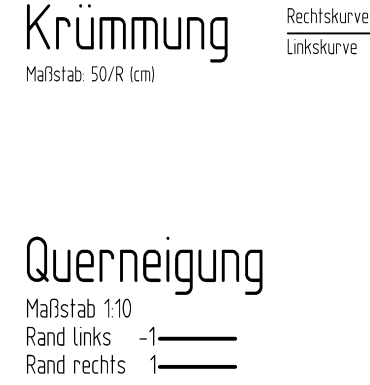 Krümmung
Rechtskurve
Linkskurve
Maßstab: 50/R (cm)
Querneigung
Maßstab 1:10
Rand links -1
Rand rechts 1